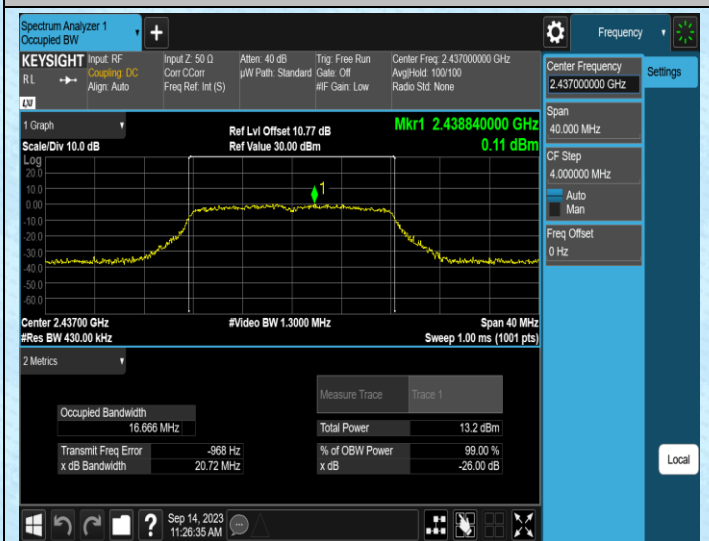 Spectrum Analyzer 1
Occupied BW
+
Frequency
KEYSIGHT
RL
LXI
Input: RF
Coupling: DC
Align: Auto
Input Z: 50 Ω
Corr CCorr
Freq Ref: Int (S)
Atten: 40 dB
µW Path: Standard
Trig: Free Run
Gate: Off
#IF Gain: Low
Center Freq: 2.437000000 GHz
Avg|Hold: 100/100
Radio Std: None
Center Frequency
2.437000000 GHz
Settings
Span
40.000 MHz
CF Step
4.000000 MHz
Auto
Man
Freq Offset
0 Hz
1 Graph
Scale/Div 10.0 dB
Ref Lvl Offset 10.77 dB
Ref Value 30.00 dBm
Mkr1 2.438840000 GHz
0.11 dBm
Log
20.0
10.0
0.00
-10.0
-20.0
-30.0
-40.0
-50.0
-60.0
1
Center 2.43700 GHz
#Res BW 430.00 kHz
#Video BW 1.3000 MHz
Span 40 MHz
Sweep 1.00 ms (1001 pts)
2 Metrics
Measure Trace
Trace 1
Occupied Bandwidth
16.666 MHz
Total Power
13.2 dBm
Transmit Freq Error
-968 Hz
% of OBW Power
99.00 %
x dB Bandwidth
20.72 MHz
x dB
-26.00 dB
Local
?
Sep 14, 2023
11:26:35 AM